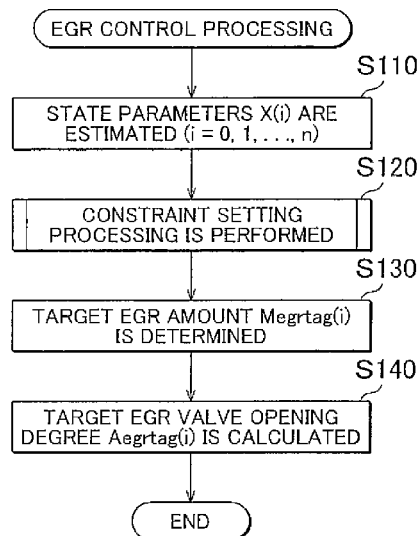 EGR CONTROL PROCESSING
S110
STATE PARAMETERS X(i) ARE
ESTIMATED (i = 0, 1, . . ., n)
S120
CONSTRAINT SETTING
PROCESSING IS PERFORMED
S130
TARGET EGR AMOUNT Megrtag(i)
IS DETERMINED
S140
TARGET EGR VALVE OPENING
DEGREE Aegrtag(i) IS CALCULATED
END